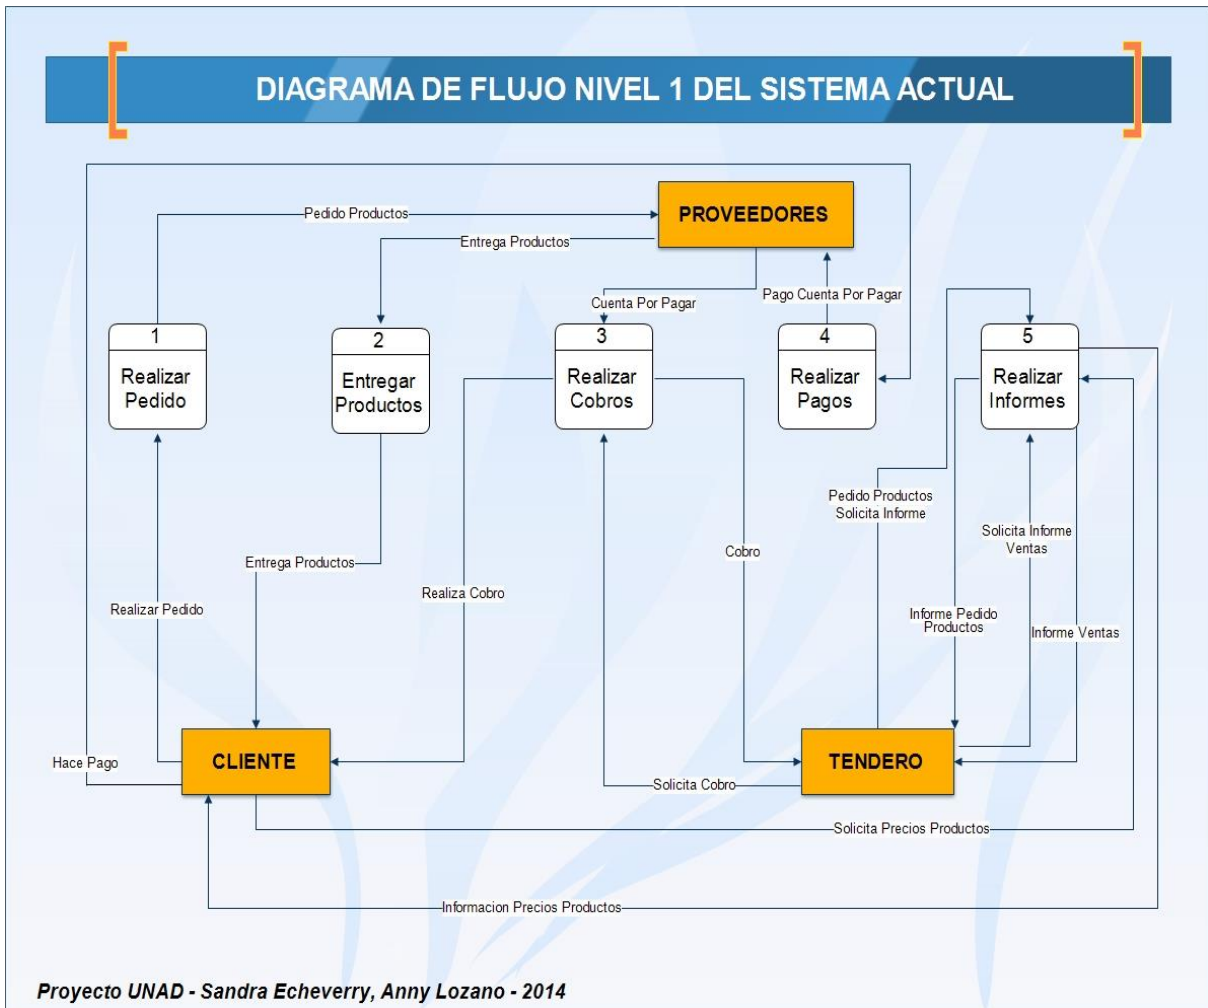 DIAGRAMA DE FLUJO NIVEL 1 DEL SISTEMA ACTUAL
PROVEEDORES
Pedido Productos
Entrega Productos
Cuenta Por Pagar
Pago Cuenta Por Pagar
1
Realizar
Pedido
2
Entregar
Productos
3
Realizar
Cobros
4
Realizar
Pagos
5
Realizar
Informes
Pedido Productos
Solicita Informe
Solicita Informe
Ventas
Cobro
Entrega Productos
Realiza Cobro
Realizar Pedido
Informe Pedido
Productos
Informe Ventas
CLIENTE
TENDERO
Hace Pago
Solicita Cobro
Solicita Precios Productos
Informacion Precios Productos
Proyecto UNAD - Sandra Echeverry, Anny Lozano - 2014